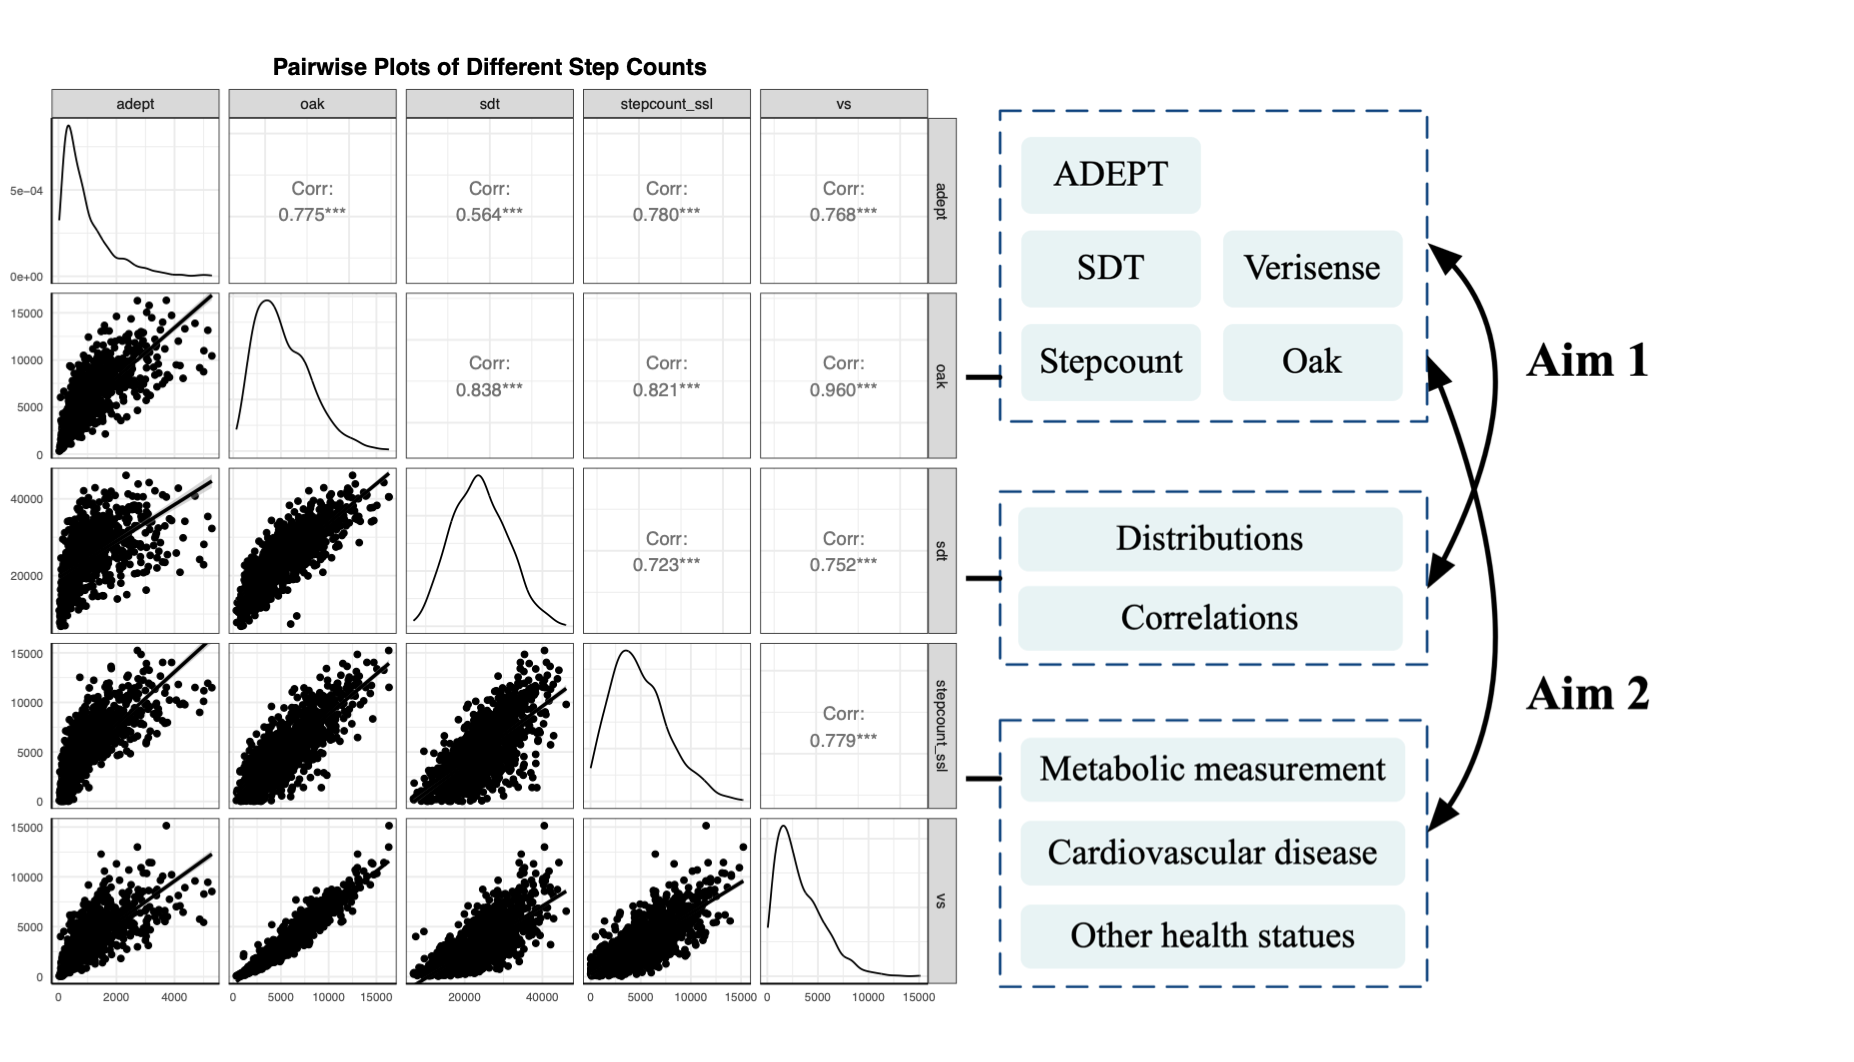 Pairwise Plots of Different Step Counts
adept oak sdt stepcount_ssl vs
5e−04
0e+00
Corr:
0.775***
Corr:
0.564***
Corr:
0.780***
Corr:
0.768***
adept
15000
10000
5000
0
Corr:
0.838***
Corr:
0.821***
Corr:
0.960***
oak
40000
20000
Corr:
0.723***
Corr:
0.752***
sdt
15000
10000
5000
0
Corr:
0.779***
stepcount_ssl
15000
10000
5000
0
vs
0 2000 4000
0 5000 10000 15000
20000 40000
0 5000 10000 15000
0 5000 10000 15000
ADEPT
SDT
Verisense
Stepcount
Oak
Distributions
Correlations
Metabolic measurement
Cardiovascular disease
Other health statues
Aim 1
Aim 2